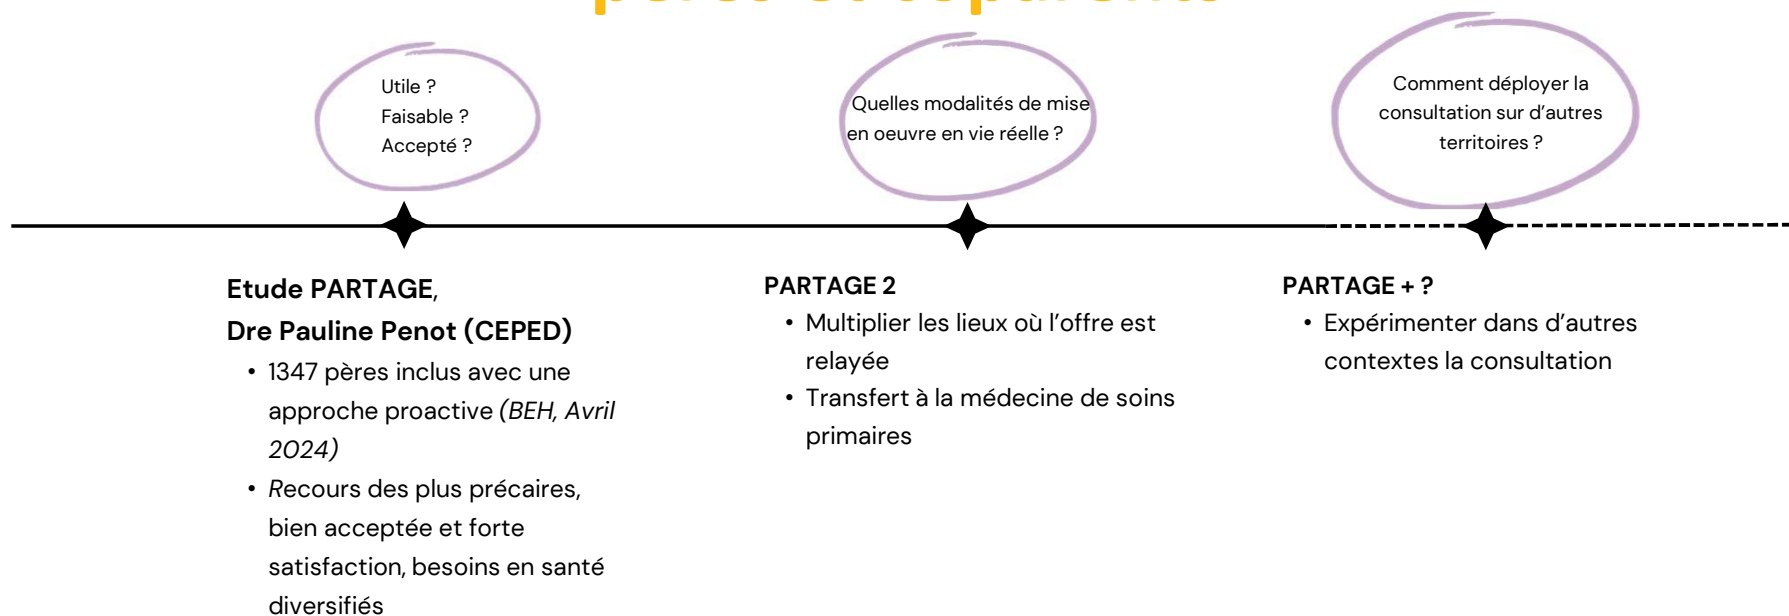 pères et coparents
Utile ?
Faisable ?
Accepté ?
Quelles modalités de mise
en oeuvre en vie réelle ?
Comment déployer la
consultation sur d'autres
territoires ?
Etude PARTAGE,
Dre Pauline Penot (CEPED)
• 1347 pères inclus avec une
approche proactive (BEH, Avril
2024)
• Recours des plus précaires,
bien acceptée et forte
satisfaction, besoins en santé
diversifiés
PARTAGE 2
• Multiplier les lieux où l'offre est
relayée
• Transfert à la médecine de soins
primaires
PARTAGE + ?
• Expérimenter dans d'autres
contextes la consultation